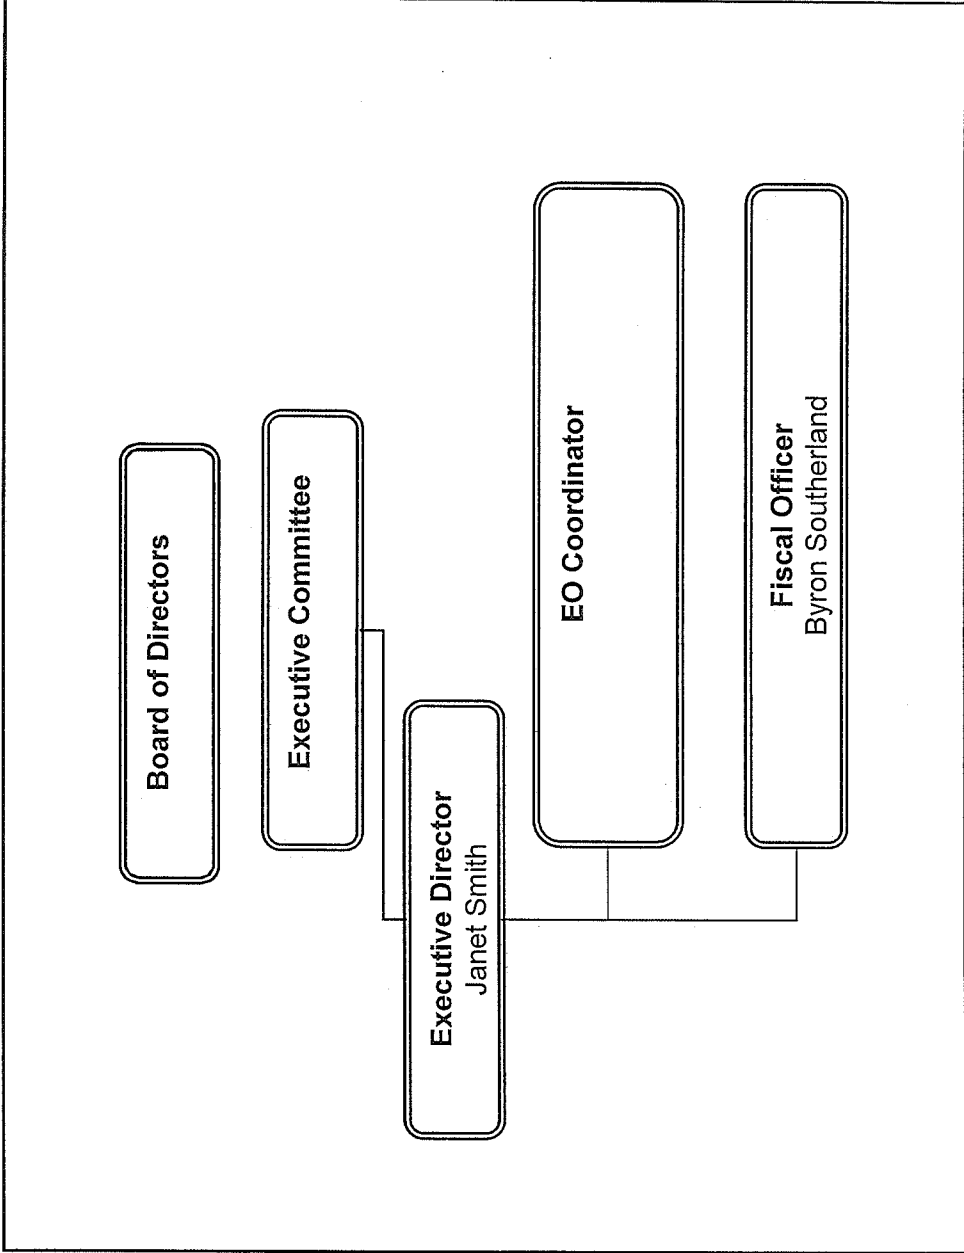 Board of Directors
Executive Committee
Executive Director
Janet Smith
EO Coordinator
Fiscal Officer
Byron Southerland